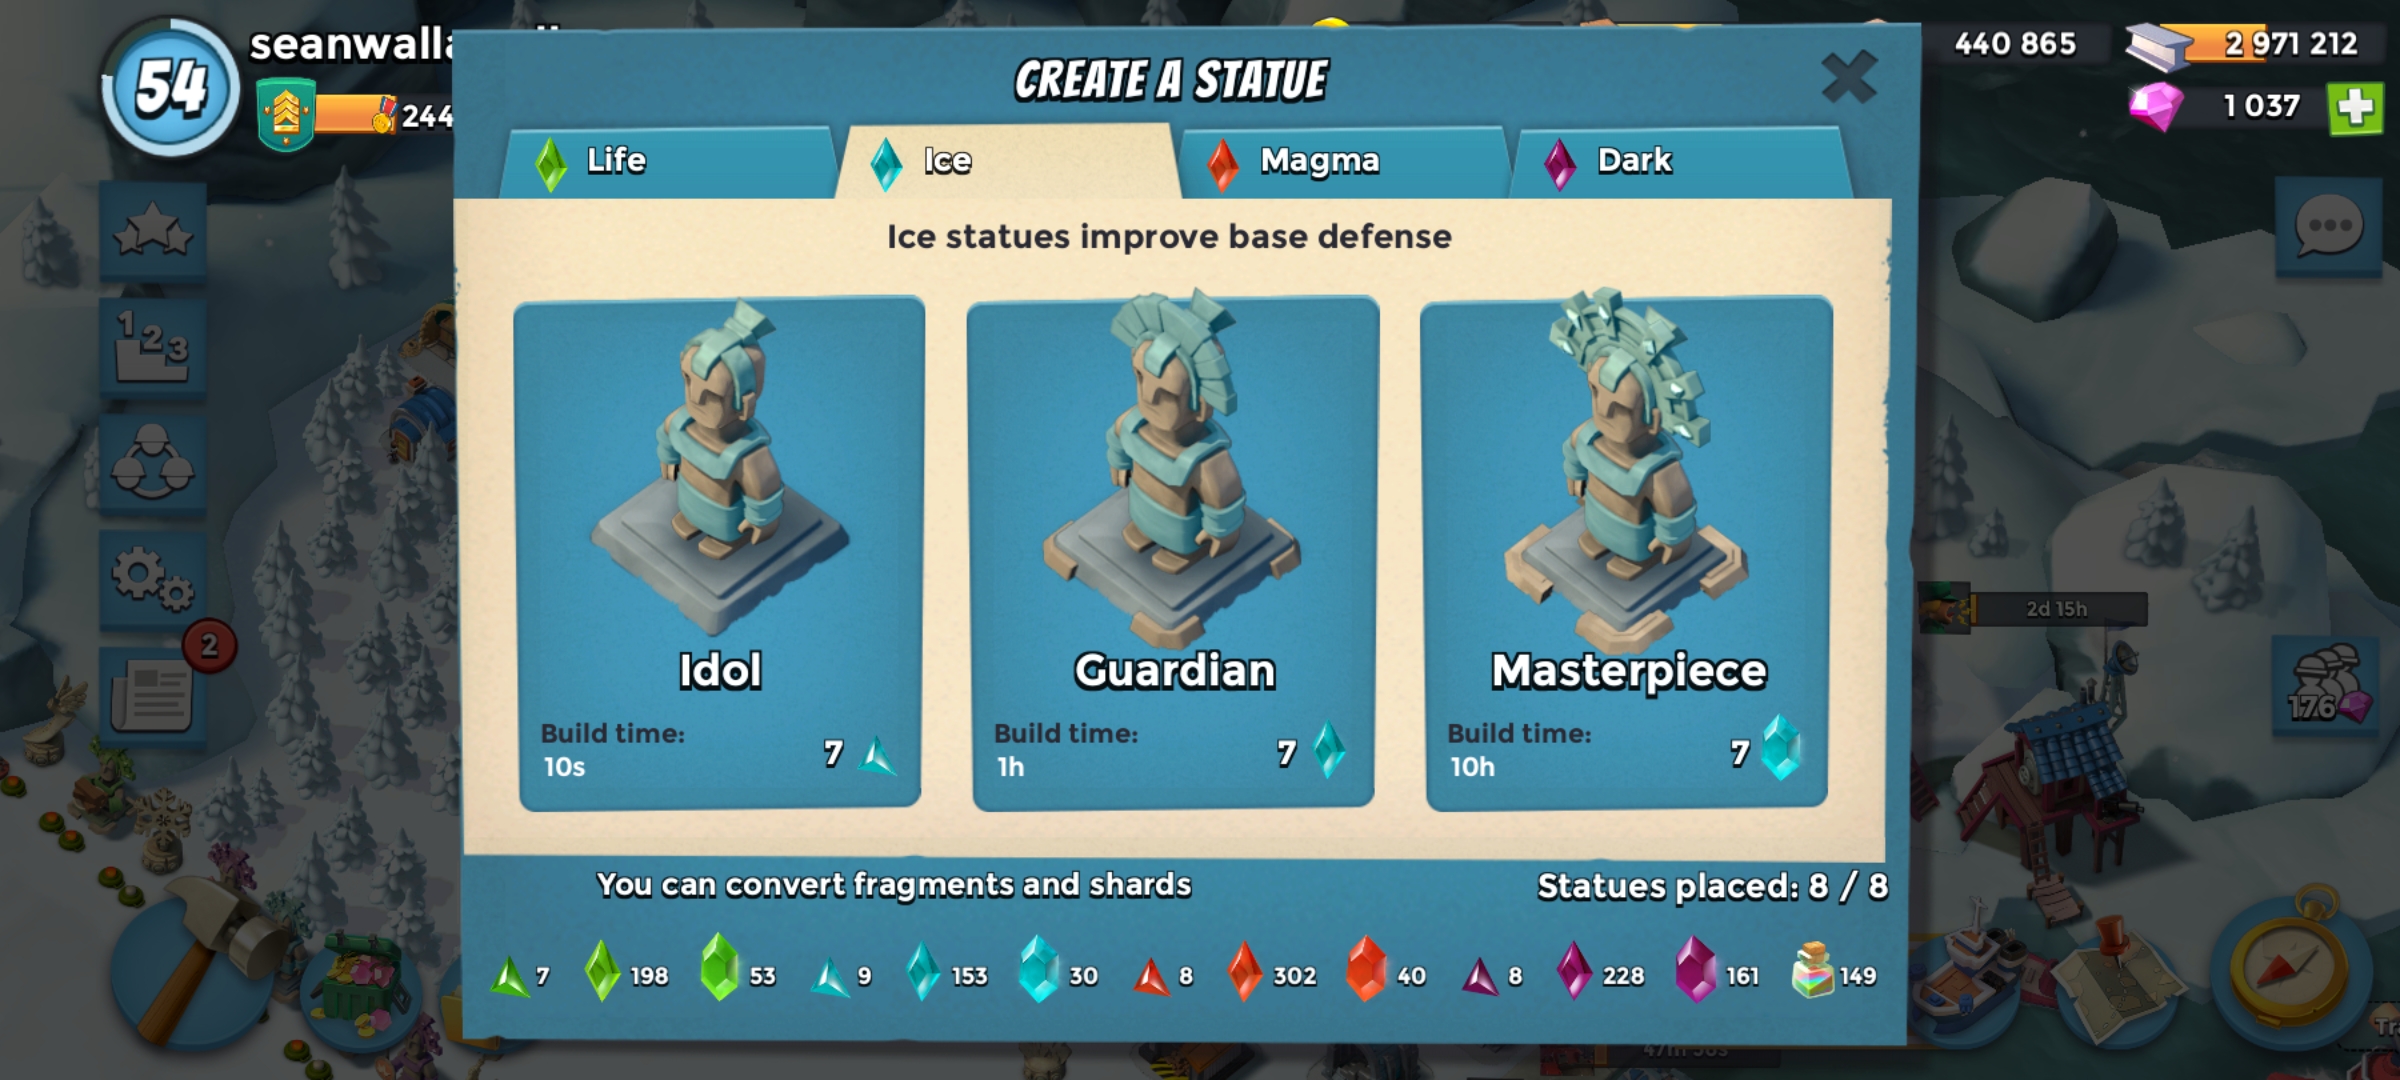 54
244
CREATE A STATUE
440 865
2 971 212
1 037
Life
Ice
Magma
Dark
Ice statues improve base defense
1 2 3
2
2d 15h
176
Idol
Build time:
10s
7
Guardian
Build time:
1h
7
Masterpiece
Build time:
10h
7
You can convert fragments and shards
Statues placed: 8 / 8
7 198 53 9 153 30 8 302 40 8 228 161 149